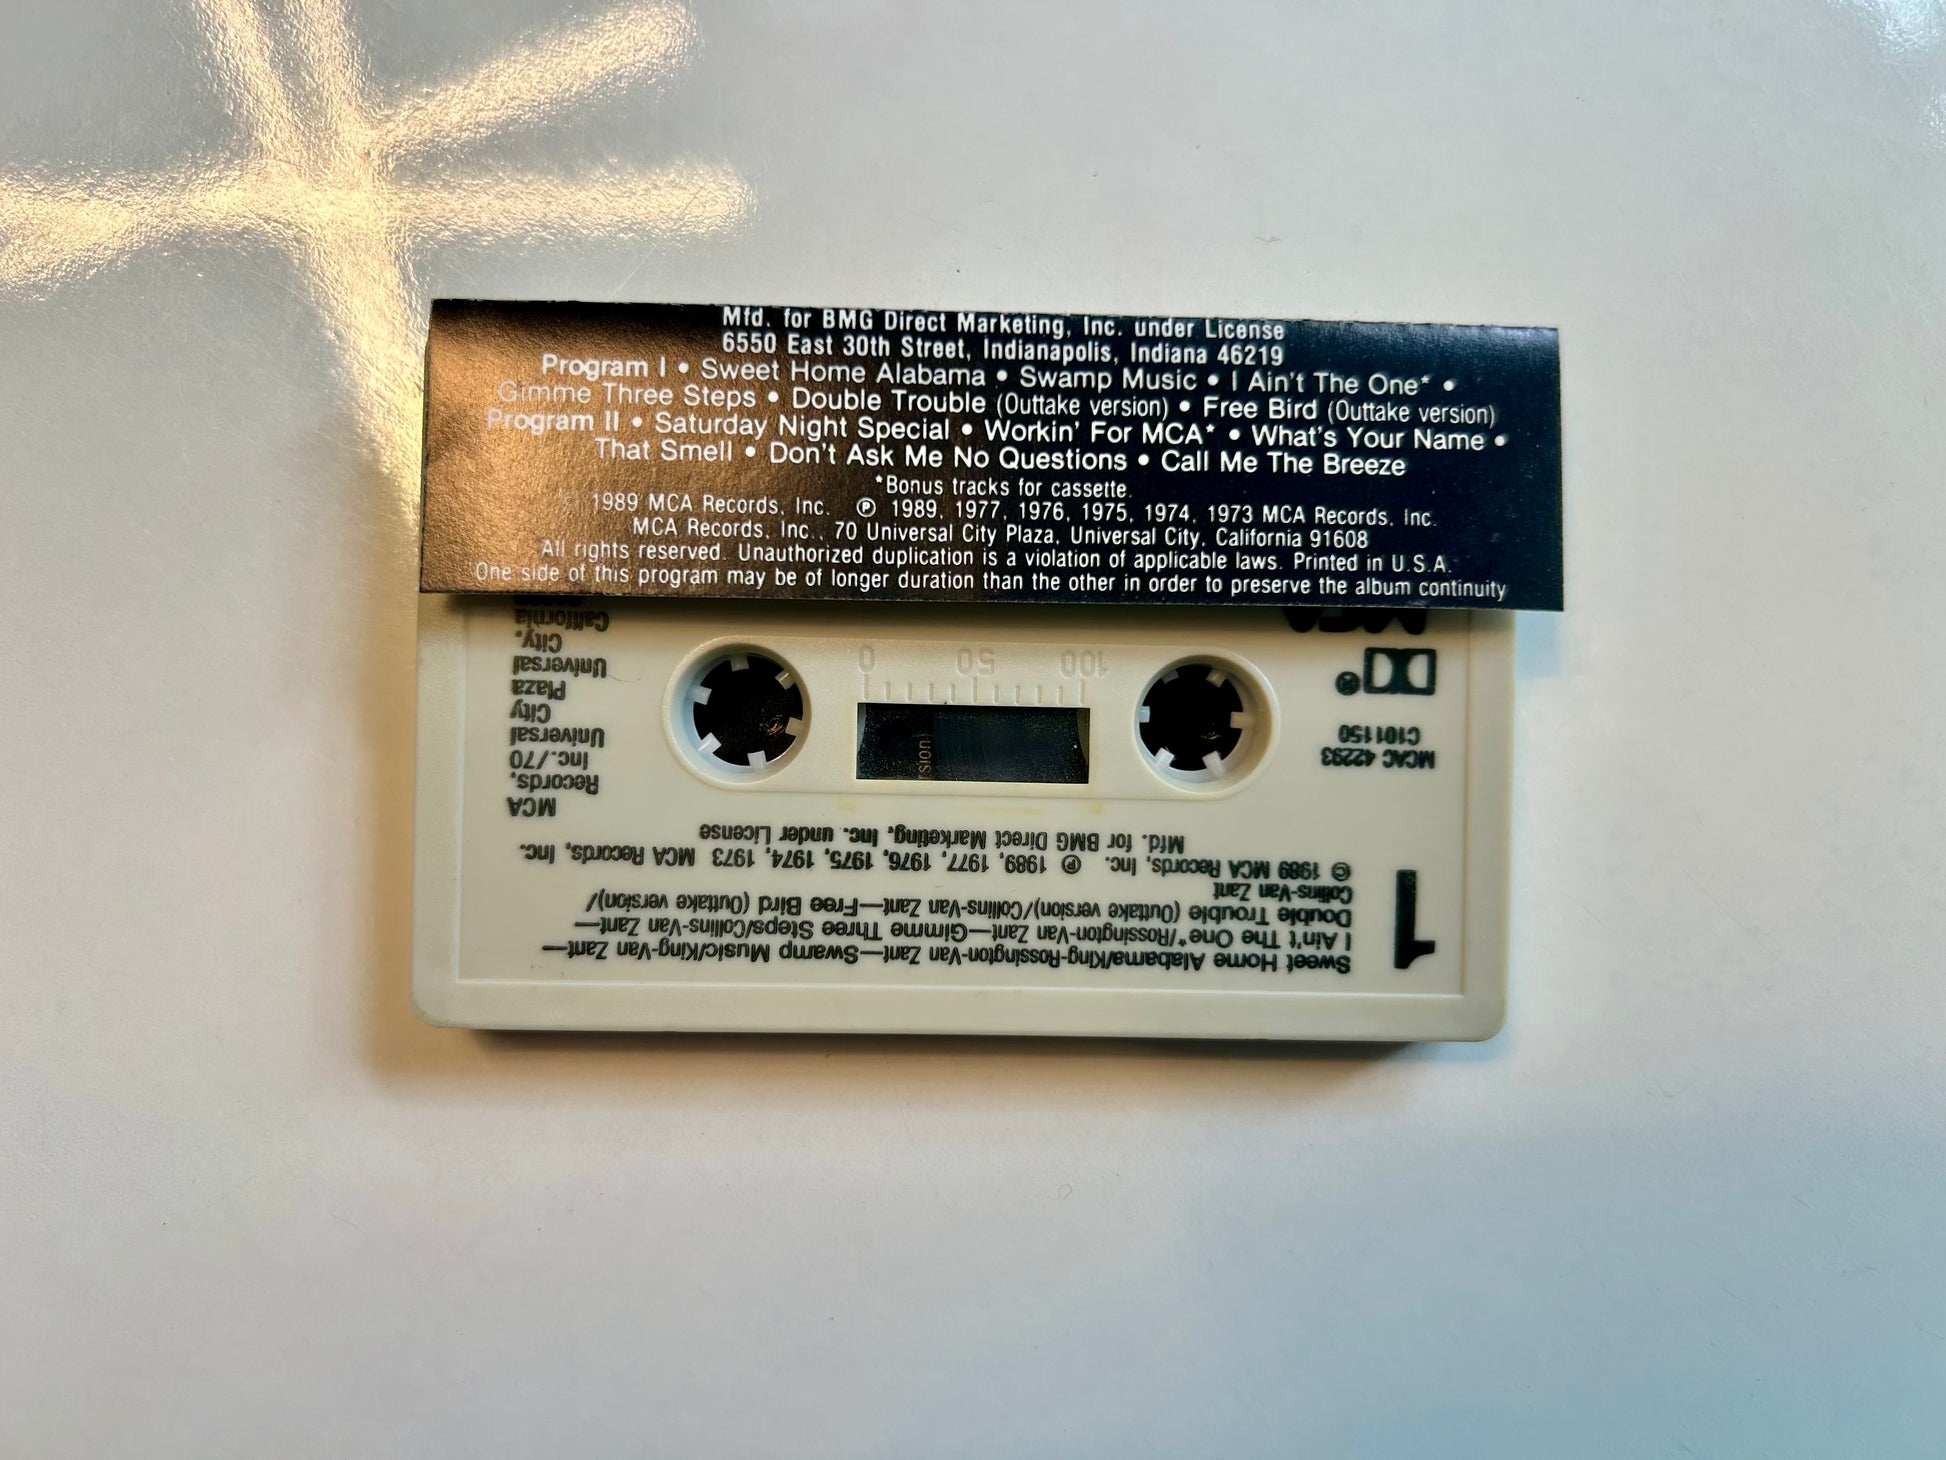 Mfd. for BMG Direct Marketing, Inc. under License
6550 East 30th Street, Indianapolis, Indiana 46219
Program I • Sweet Home Alabama • Swamp Music • I Ain't The One* •
Gimme Three Steps • Double Trouble (Outtake version) • Free Bird (Outtake version)
Program II • Saturday Night Special • Workin' For MCA* • What's Your Name •
That Smell • Don't Ask Me No Questions • Call Me The Breeze
*Bonus tracks for cassette.
© 1989 MCA Records, Inc. ℗ 1989, 1977, 1976, 1975, 1974, 1973 MCA Records, Inc.
MCA Records, Inc., 70 Universal City Plaza, Universal City, California 91608
All rights reserved. Unauthorized duplication is a violation of applicable laws. Printed in U.S.A.
One side of this program may be of longer duration than the other in order to preserve the album continuity
1
Sweet Home Alabama/King-Rossington-Van Zant—Swamp Music/King-Van Zant—
I Ain't The One*/Rossington-Van Zant—Gimme Three Steps/Collins-Van Zant—
Double Trouble (Outtake version)/Collins-Van Zant—Free Bird (Outtake version)/
Collins-Van Zant
© 1989 MCA Records, Inc. ℗ 1989, 1977, 1976, 1975, 1974, 1973 MCA Records, Inc.
Mfd. for BMG Direct Marketing, Inc. under License
MCAC 42293
C101150
®
MCA
100 50 0
MCA
Records,
Inc./70
Universal
City
Plaza
Universal
City,
California